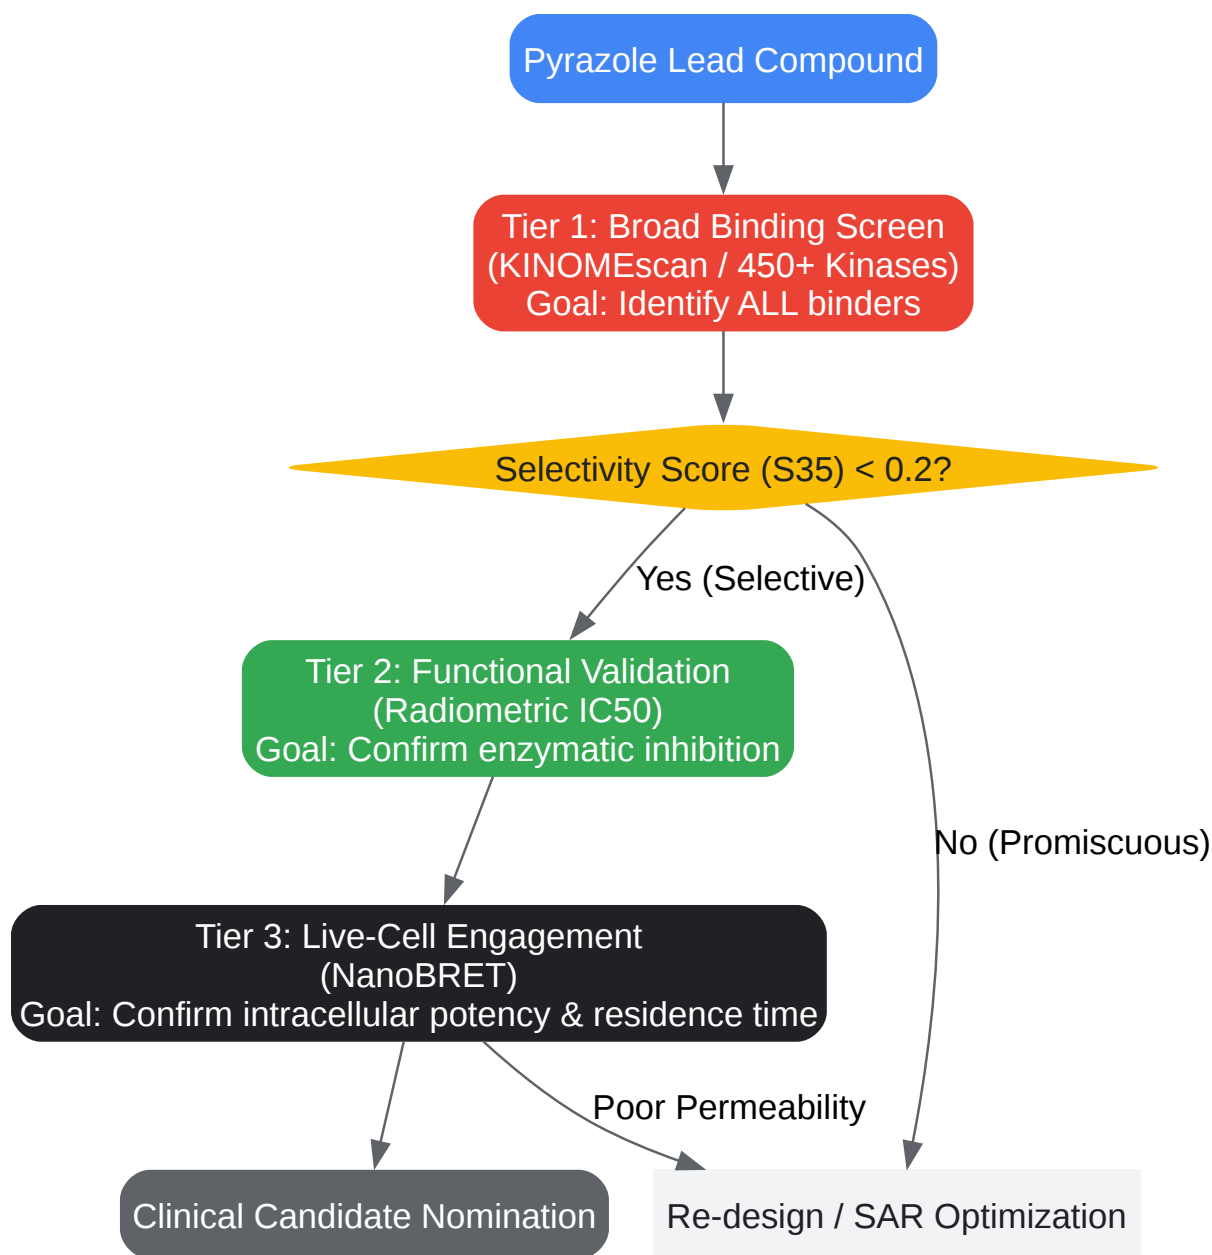 Pyrazole Lead Compound
Tier 1: Broad Binding Screen
(KINOMEscan / 450+ Kinases)
Goal: Identify ALL binders
Selectivity Score (S35) < 0.2?
Yes (Selective)
Tier 2: Functional Validation
(Radiometric IC50)
Goal: Confirm enzymatic inhibition
No (Promiscuous)
Tier 3: Live-Cell Engagement
(NanoBRET)
Goal: Confirm intracellular potency & residence time
Poor Permeability
Clinical Candidate Nomination
Re-design / SAR Optimization